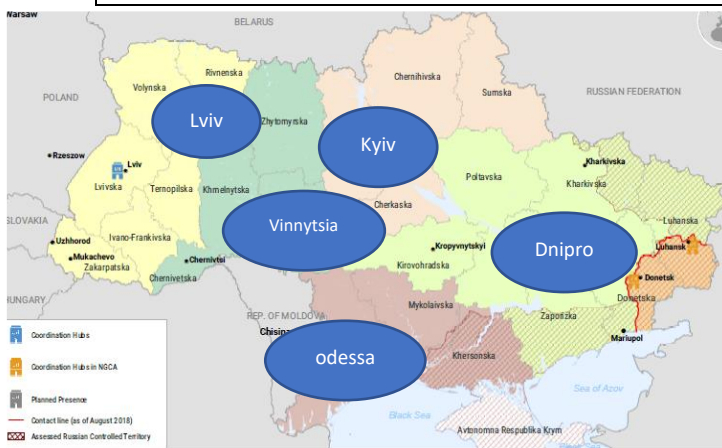 Warsaw
BELARUS
POLAND
Volynska
Rivnenska
Zhytomyrska
Chernihivska
Sumska
RUSSIAN FEDERATION
Lviv
Kyiv
Rzeszow
Lviv
Lvivska
Ternopilska
Khmelnytska
Poltavska
Kharkivska
Kharkivska
Cherkaska
SLOVAKIA
Vinnytsia
Luhanska
Ivano-Frankivska
Uzhhorod
Kropyvnytskyi
Dnipro
Luhansk
Mukachevo
Zakarpatska
Chernivtsi
Kirovohradska
Donetsk
Chernivetska
Donetska
HUNGARY
REP. OF MOLDOVA
Mykolaivska
Zaporizka
Mariupol
odessa
Khersonska
Coordination Hubs
Coordination Hubs in NGCA
Planned Presence
Contact line (as of August 2018)
Assessed Russian Controlled Territory
Sea of Azov
Black Sea
Avtonomna Respublika Krym